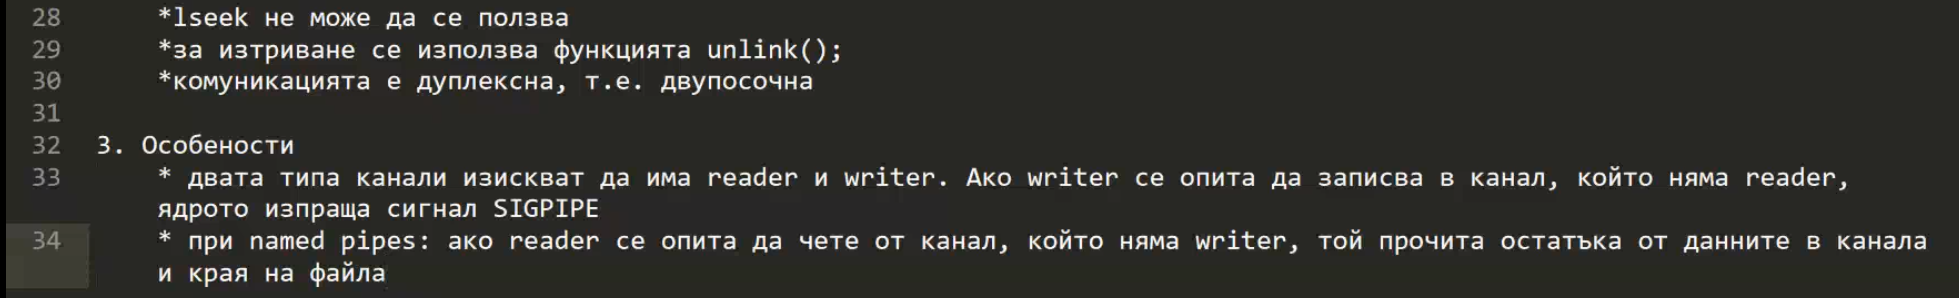 28 *lseek не може да се ползва
29 *за изтриване се използва функцията unlink();
30 *комуникацията е дуплексна, т.е. двупосочна
31
32 3. Особености
33 * двата типа канали изискват да има reader и writer. Ако writer се опита да записва в канал, който няма reader,
ядрото изпраща сигнал SIGPIPE
34 * при named pipes: ако reader се опита да чете от канал, който няма writer, той прочита остатъка от данните в канала
и края на файла